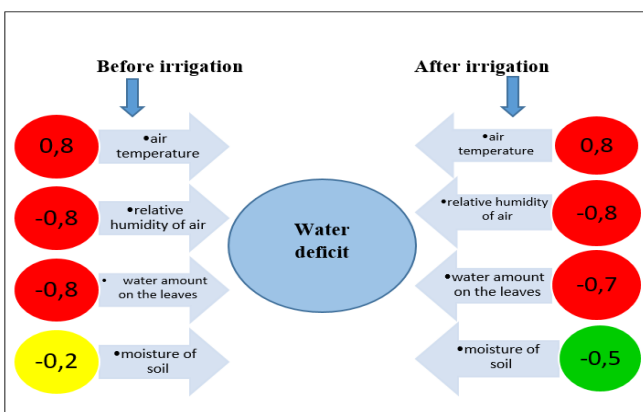 Before irrigation
After irrigation
0,8
•air
temperature
•air
temperature
0,8
-0,8
•relative
humidity of air
•relative humidity
of air
-0,8
Water
deficit
-0,8
• water amount
on the leaves
•water amount
on the leaves
-0,7
-0,2
•moisture of
soil
•moisture of
soil
-0,5